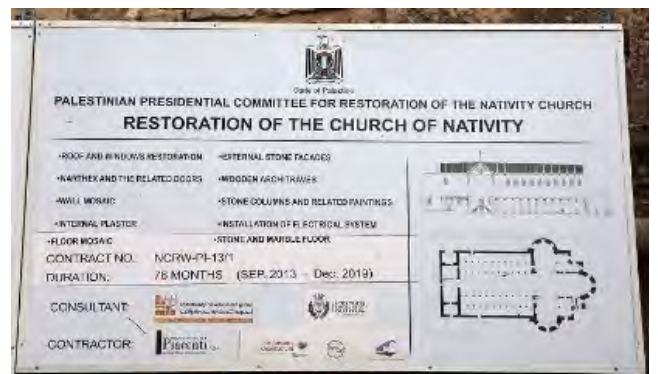 State of Palestine
PALESTINIAN PRESIDENTIAL COMMITTEE FOR RESTORATION OF THE NATIVITY CHURCH
RESTORATION OF THE CHURCH OF NATIVITY
•ROOF AND WINDOWS RESTORATION •EXTERNAL STONE FACADES
•NARTHEX AND THE RELATED DOORS •WOODEN ARCHITRAVES
•WALL MOSAIC •STONE COLUMNS AND RELATED PAINTINGS
•INTERNAL PLASTER •INSTALLATION OF ELECTRICAL SYSTEM
•FLOOR MOSAIC •STONE AND MARBLE FLOOR
CONTRACT NO. NCRW-PI-13/1
DURATION: 76 MONTHS (SEP. 2013 - Dec. 2019)
CONSULTANT:
CONTRACTOR: Piacenti